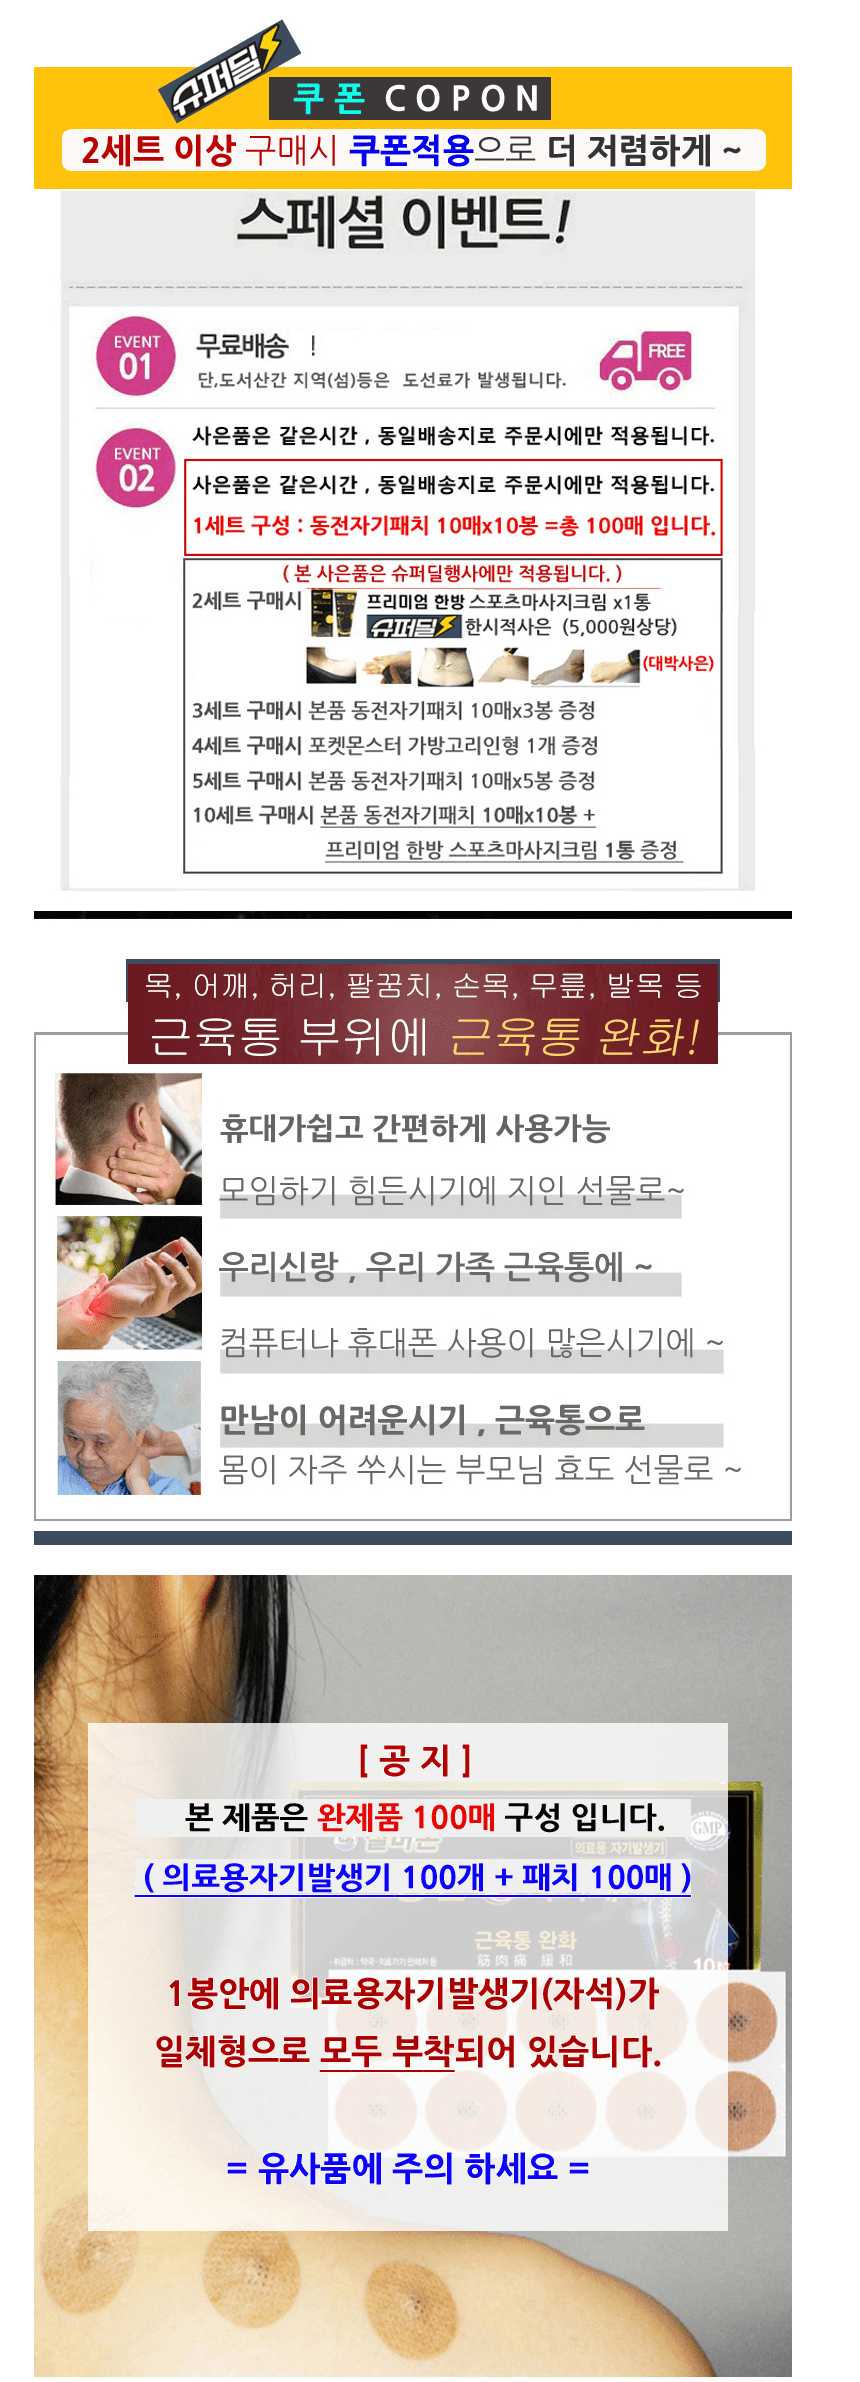 슈퍼딜
쿠폰 COPON
2세트 이상 구매시 쿠폰적용으로 더 저렴하게 ~
스페셜 이벤트!
EVENT 01
무료배송 !
FREE
단,도서산간 지역(섬)등은 도선료가 발생됩니다.
EVENT 02
사은품은 같은시간 , 동일배송지로 주문시에만 적용됩니다.
사은품은 같은시간 , 동일배송지로 주문시에만 적용됩니다.
1세트 구성 : 동전자기패치 10매x10봉 =총 100매 입니다.
( 본 사은품은 슈퍼딜행사에만 적용됩니다. )
2세트 구매시 프리미엄 한방 스포츠마사지크림 x1통
슈퍼딜 한시적사은 (5,000원상당)
(대박사은)
3세트 구매시 본품 동전자기패치 10매x3봉 증정
4세트 구매시 포켓몬스터 가방고리인형 1개 증정
5세트 구매시 본품 동전자기패치 10매x5봉 증정
10세트 구매시 본품 동전자기패치 10매x10봉 +
프리미엄 한방 스포츠마사지크림 1통 증정
목, 어깨, 허리, 팔꿈치, 손목, 무릎, 발목 등
근육통 부위에 근육통 완화!
휴대가쉽고 간편하게 사용가능
모임하기 힘든시기에 지인 선물로~
우리신랑 , 우리 가족 근육통에 ~
컴퓨터나 휴대폰 사용이 많은시기에 ~
만남이 어려운시기 , 근육통으로
몸이 자주 쑤시는 부모님 효도 선물로 ~
[ 공 지 ]
본 제품은 완제품 100매 구성 입니다.
GMP
의료용 자기발생기
( 의료용자기발생기 100개 + 패치 100매 )
근육통 완화
筋 肉 痛 緩 和
1봉안에 의료용자기발생기(자석)가
일체형으로 모두 부착되어 있습니다.
= 유사품에 주의 하세요 =